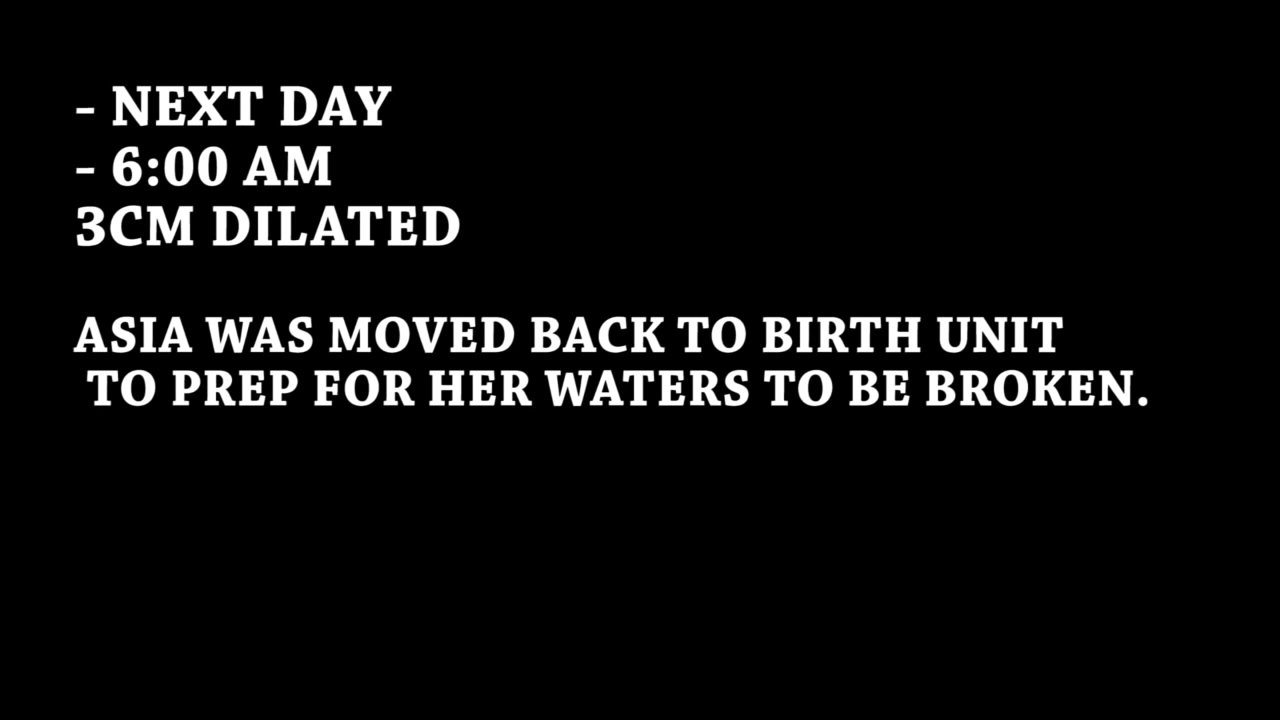 - NEXT DAY
- 6:00 AM
3CM DILATED
ASIA WAS MOVED BACK TO BIRTH UNIT
TO PREP FOR HER WATERS TO BE BROKEN.